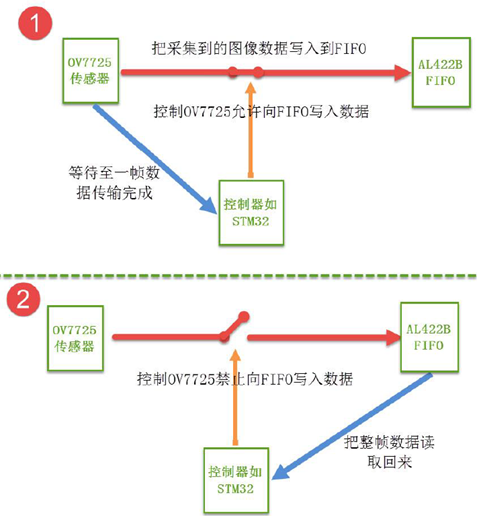 1
OV7725
传感器
把采集到的图像数据写入到FIFO
AL422B
FIFO
控制OV7725允许向FIFO写入数据
等待至一帧数
据传输完成
控制器如
STM32
2
OV7725
传感器
AL422B
FIFO
控制OV7725禁止向FIFO写入数据
把整帧数据读
取回来
控制器如
STM32